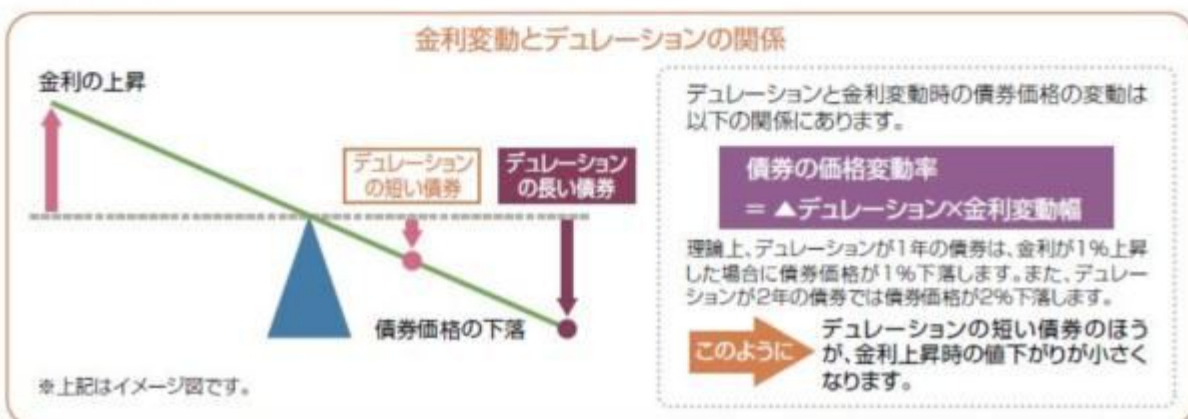 金利変動とデュレーションの関係
金利の上昇
デュレーション
の短い債券
デュレーション
の長い債券
債券価格の下落
※上記はイメージ図です。
デュレーションと金利変動時の債券価格の変動は
以下の関係にあります。
債券の価格変動率
= ▲デュレーション×金利変動幅
理論上、デュレーションが1年の債券は、金利が1%上昇
した場合に債券価格が1%下落します。また、デュレー
ションが2年の債券では債券価格が2%下落します。
このように
デュレーションの短い債券のほう
が、金利上昇時の値下がりが小さく
なります。